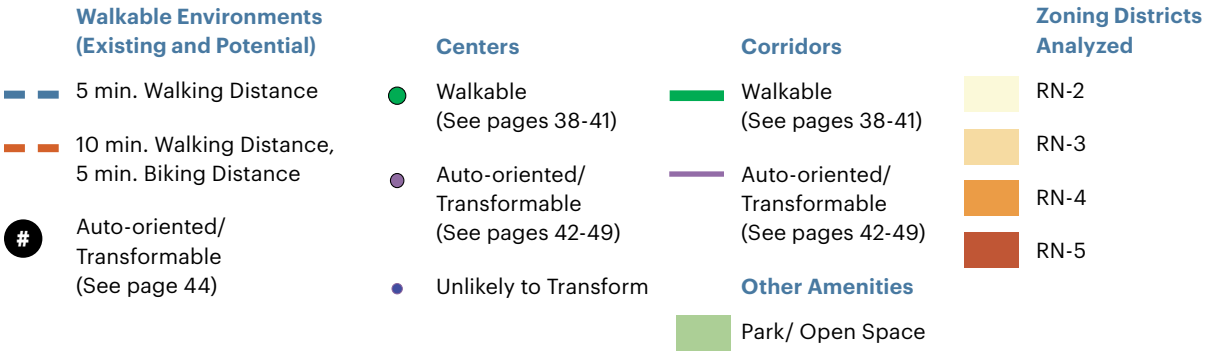 Walkable Environments
(Existing and Potential)
5 min. Walking Distance
10 min. Walking Distance,
5 min. Biking Distance
#
Auto-oriented/
Transformable
(See page 44)
Centers
Walkable
(See pages 38-41)
Auto-oriented/
Transformable
(See pages 42-49)
Unlikely to Transform
Corridors
Walkable
(See pages 38-41)
Auto-oriented/
Transformable
(See pages 42-49)
Other Amenities
Park/ Open Space
Zoning Districts
Analyzed
RN-2
RN-3
RN-4
RN-5